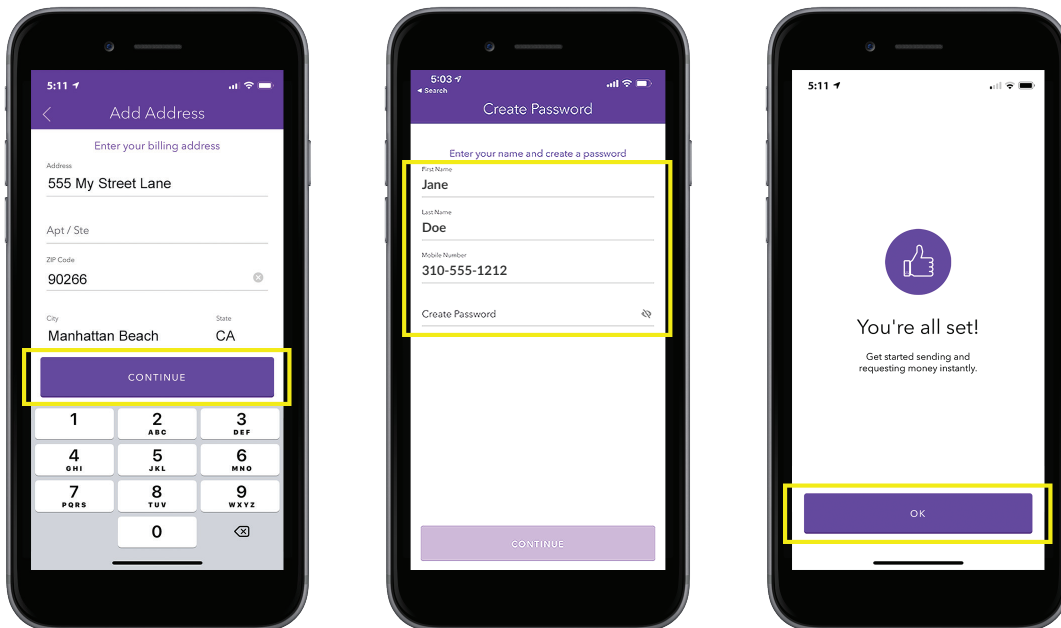 5:11
Add Address
Enter your billing address
Address
555 My Street Lane
Apt / Ste
ZIP Code
90266
City
State
Manhattan Beach
CA
CONTINUE
1
2
3
ABC
DEF
4
5
6
GHI
JKL
MNO
7
8
9
PQRS
TUV
WXYZ
0
5:03
Search
Create Password
Enter your name and create a password
First Name
Jane
Last Name
Doe
Mobile Number
310-555-1212
Create Password
CONTINUE
5:11
You're all set!
Get started sending and
requesting money instantly.
OK